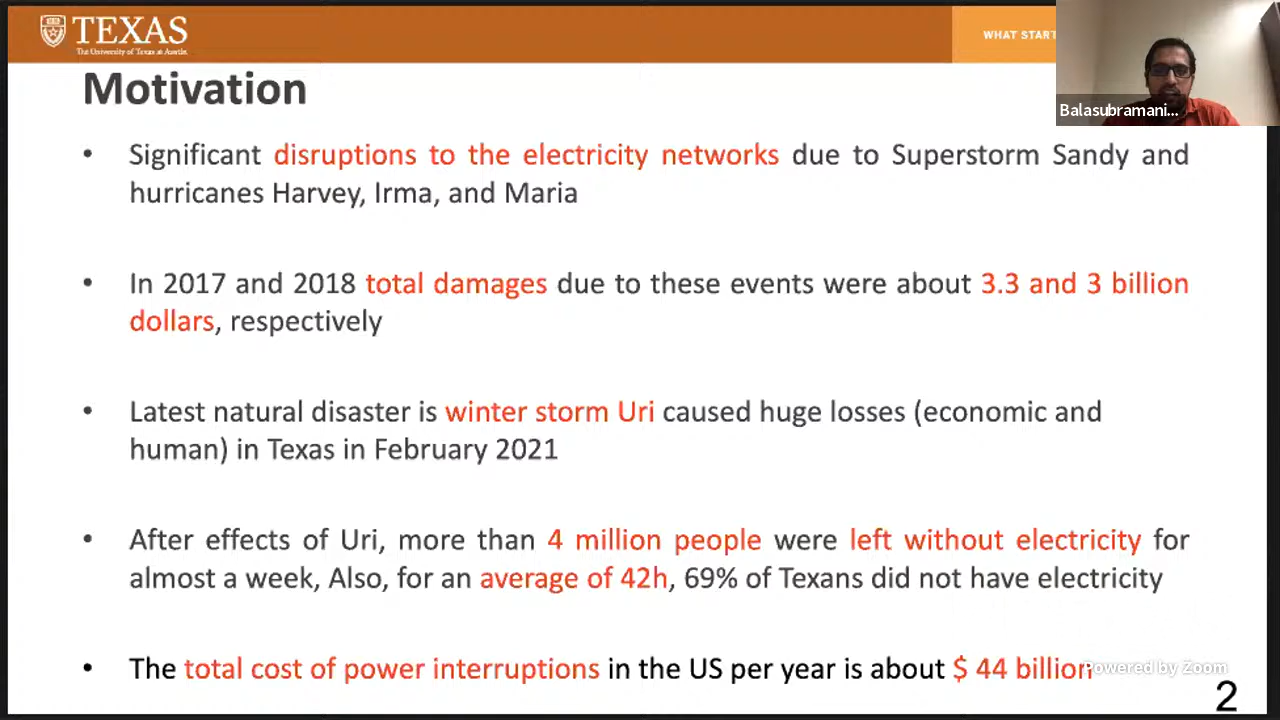 TEXAS
The University of Texas at Austin
WHAT START
Balasubramani...
Motivation
• Significant disruptions to the electricity networks due to Superstorm Sandy and
hurricanes Harvey, Irma, and Maria
• In 2017 and 2018 total damages due to these events were about 3.3 and 3 billion
dollars, respectively
• Latest natural disaster is winter storm Uri caused huge losses (economic and
human) in Texas in February 2021
• After effects of Uri, more than 4 million people were left without electricity for
almost a week, Also, for an average of 42h, 69% of Texans did not have electricity
• The total cost of power interruptions in the US per year is about $ 44 billion
Powered by Zoom
2